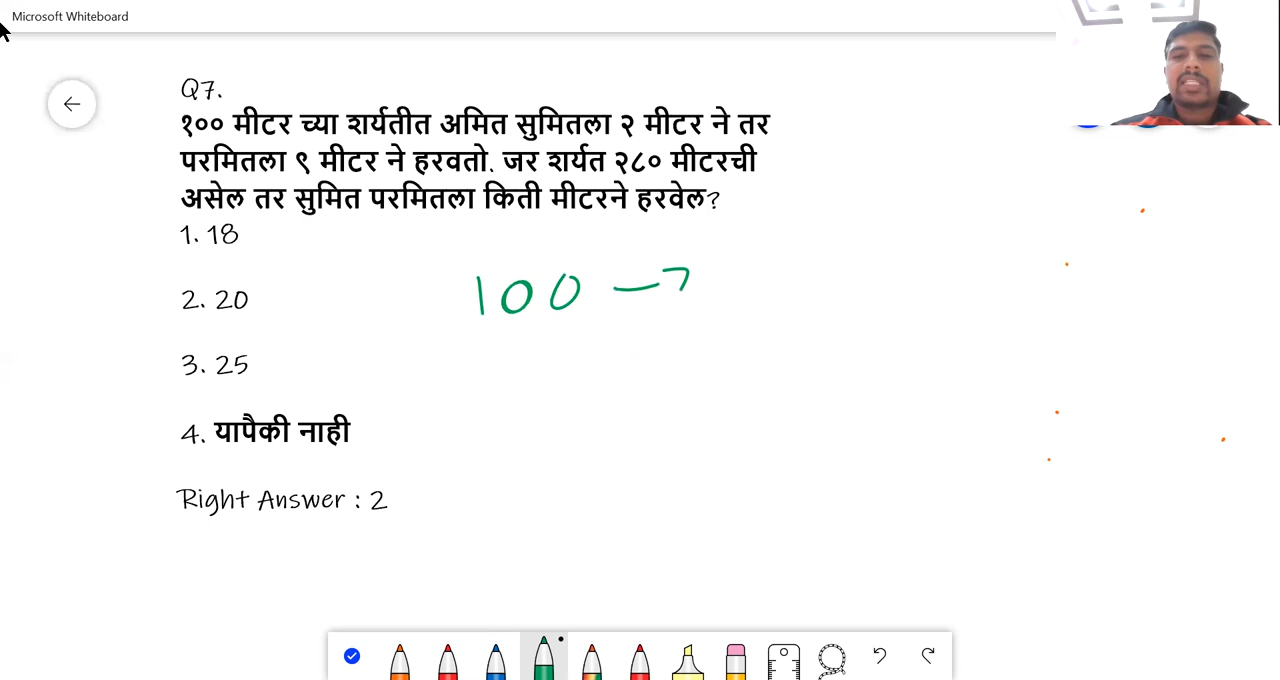 Microsoft Whiteboard
Q7.
१०० मीटर च्या शर्यतीत अमित सुमितला २ मीटर ने तर
परमितला ९ मीटर ने हरवतो. जर शर्यत २८० मीटरची
असेल तर सुमित परमितला किती मीटरने हरवेल?
1. 18
100 –7
2. 20
3. 25
4. यापैकी नाही
Right Answer : 2